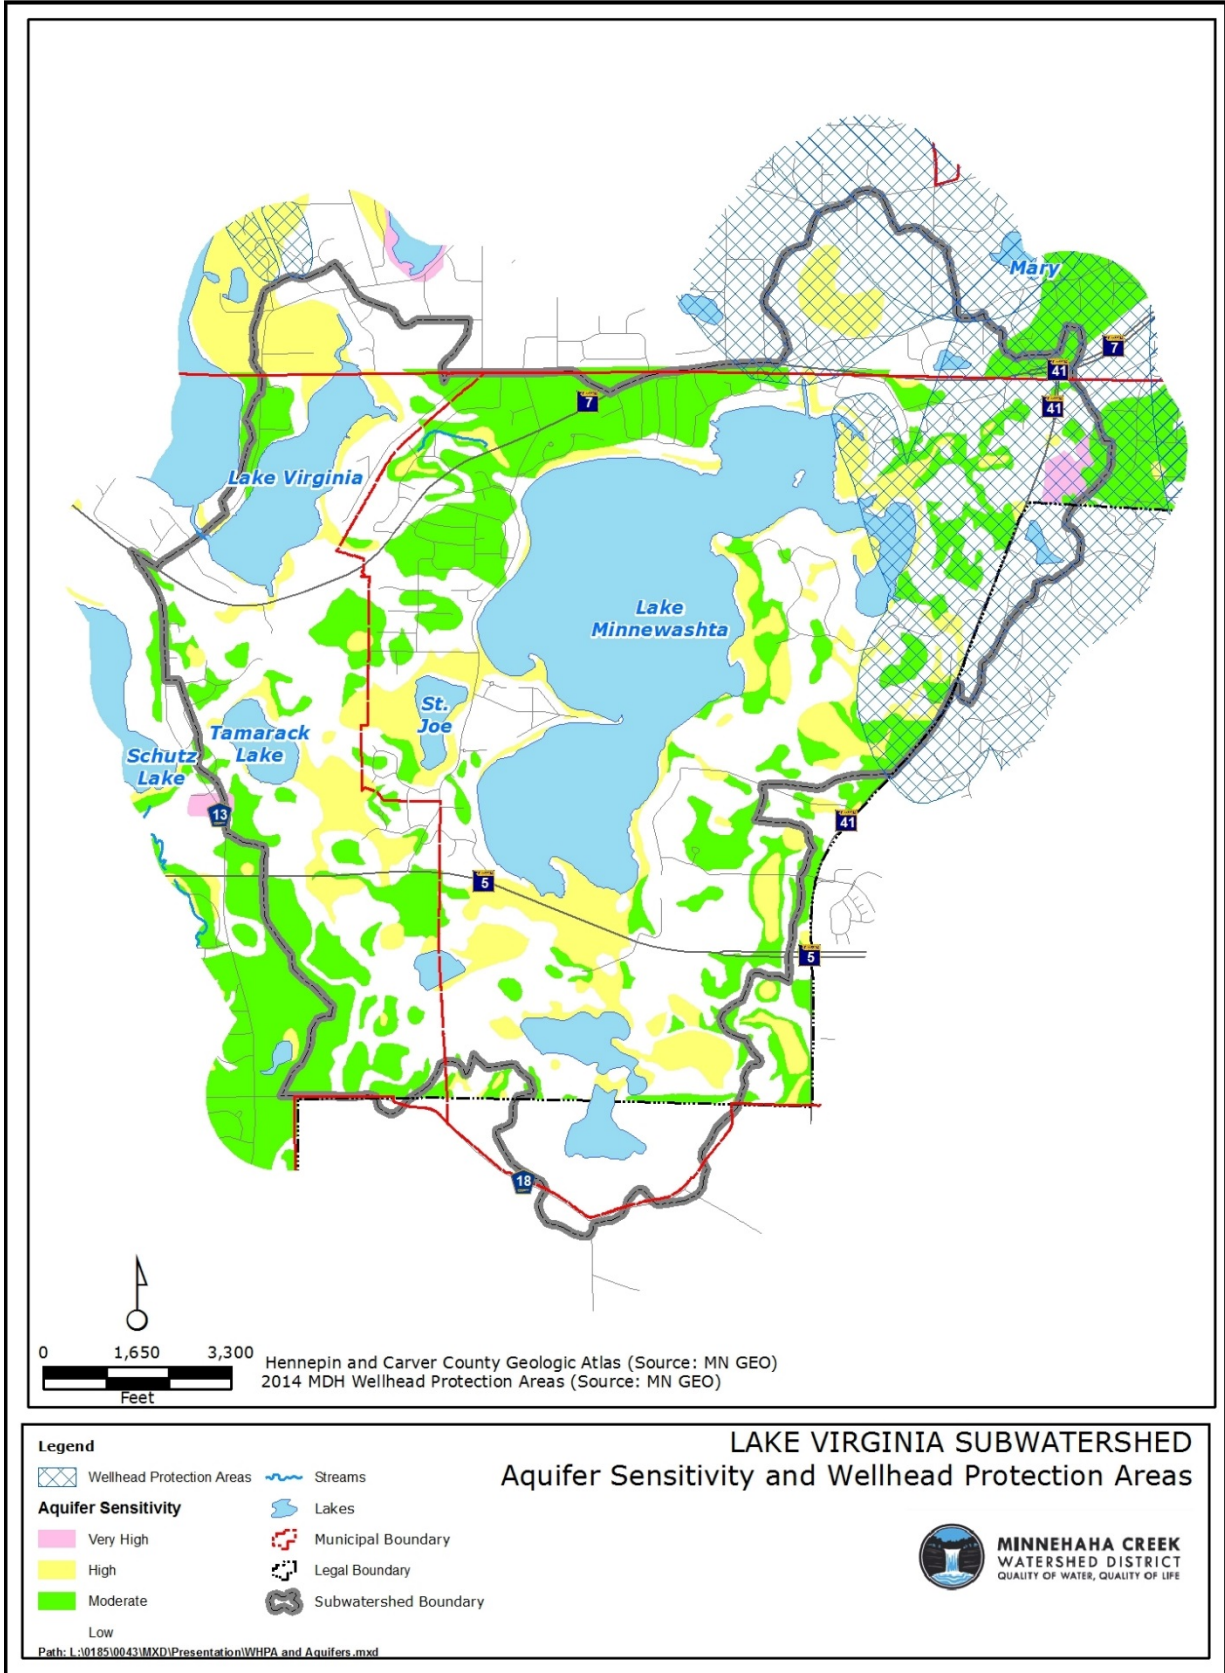 Mary
7
41
41
7
Lake Virginia
Lake
Minnewashta
St.
Joe
Tamarack
Lake
Schutz
Lake
13
41
5
5
18
0 1,650 3,300
Feet
Hennepin and Carver County Geologic Atlas (Source: MN GEO)
2014 MDH Wellhead Protection Areas (Source: MN GEO)
LAKE VIRGINIA SUBWATERSHED
Aquifer Sensitivity and Wellhead Protection Areas
Legend
Wellhead Protection Areas
Aquifer Sensitivity
Very High
High
Moderate
Low
Streams
Lakes
Municipal Boundary
Legal Boundary
Subwatershed Boundary
MINNEHAHA CREEK
WATERSHED DISTRICT
QUALITY OF WATER, QUALITY OF LIFE
Path: L:\0185\0043\MXD\Presentation\WHPA and Aquifers.mxd